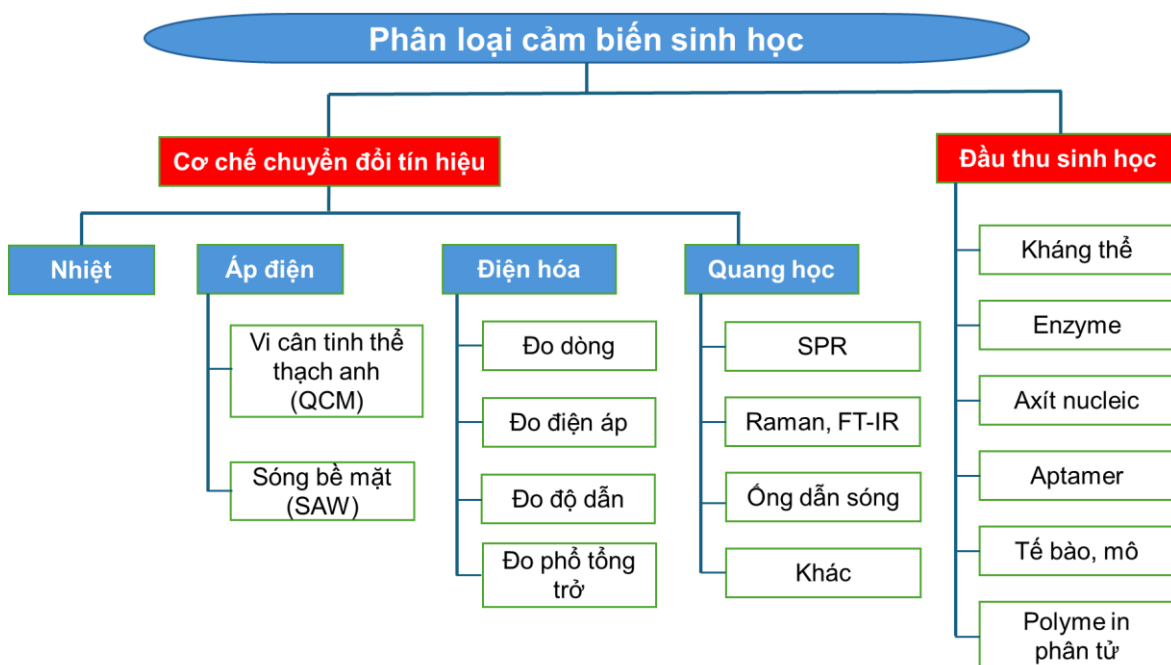 Phân loại cảm biến sinh học
Cơ chế chuyển đổi tín hiệu
Đầu thu sinh học
Nhiệt
Áp điện
Điện hóa
Quang học
Vi cân tinh thể
thạch anh
(QCM)
Sóng bề mặt
(SAW)
Đo dòng
Đo điện áp
Đo độ dẫn
Đo phổ tổng
trở
SPR
Raman, FT-IR
Ống dẫn sóng
Khác
Kháng thể
Enzyme
Axít nucleic
Aptamer
Tế bào, mô
Polyme in
phân tử